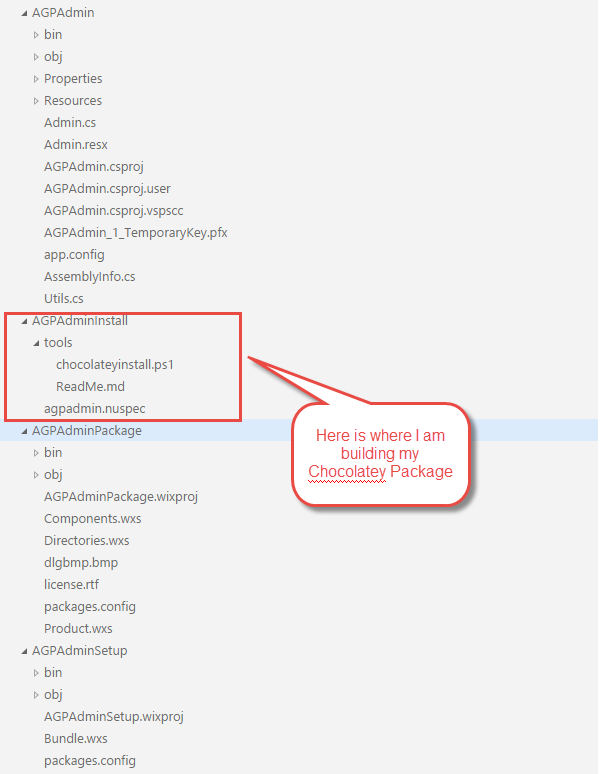 AGPAdmin
bin
obj
Properties
Resources
Admin.cs
Admin.resx
AGPAdmin.csproj
AGPAdmin.csproj.user
AGPAdmin.csproj.vspscc
AGPAdmin_1_TemporaryKey.pfx
app.config
AssemblyInfo.cs
Utils.cs
AGPAdminInstall
tools
chocolateyinstall.ps1
ReadMe.md
agpadmin.nuspec
Here is where I am
building my
Chocolatey Package
AGPAdminPackage
bin
obj
AGPAdminPackage.wixproj
Components.wxs
Directories.wxs
dlgbmp.bmp
license.rtf
packages.config
Product.wxs
AGPAdminSetup
bin
obj
AGPAdminSetup.wixproj
Bundle.wxs
packages.config